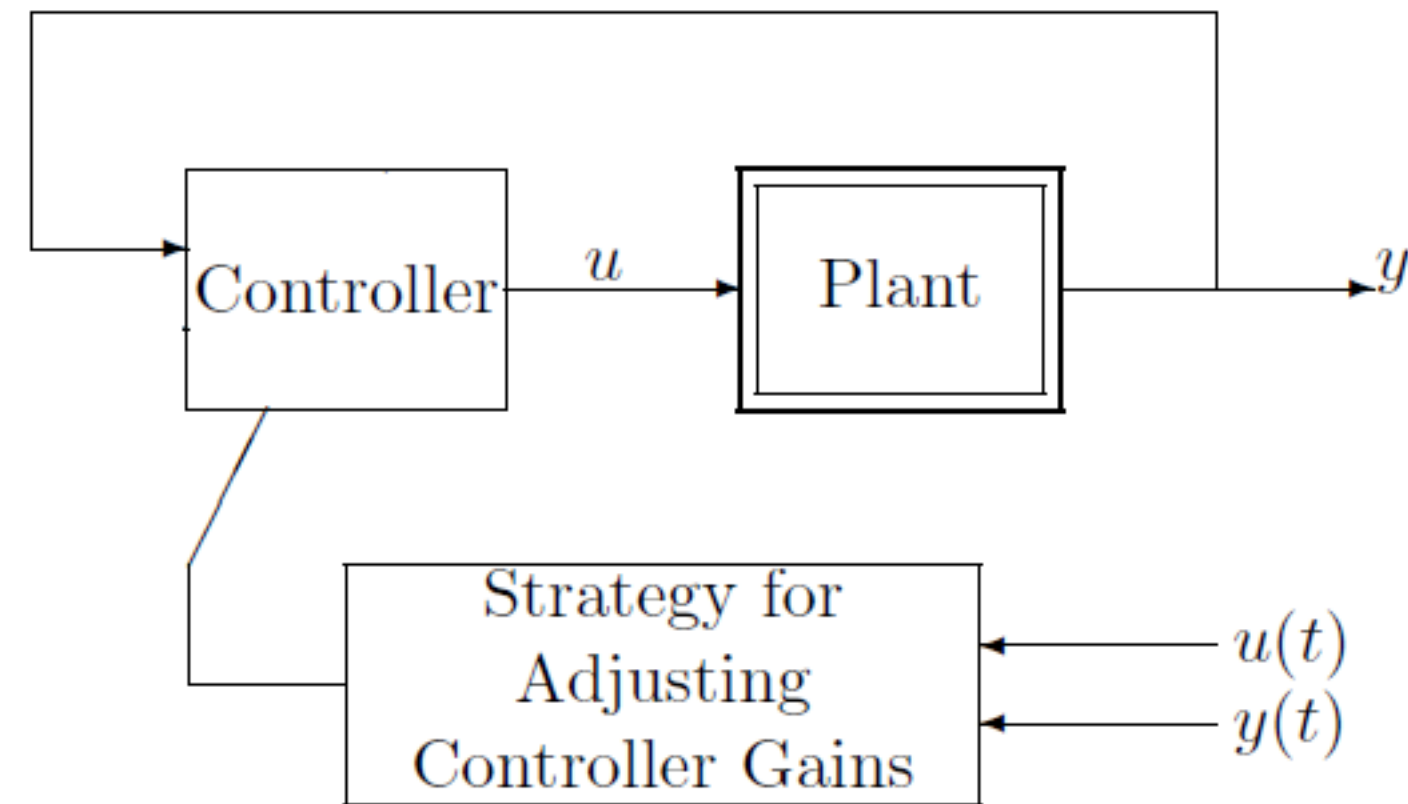 Controller
u
Plant
y
Strategy for
Adjusting
Controller Gains
u(t)
y(t)